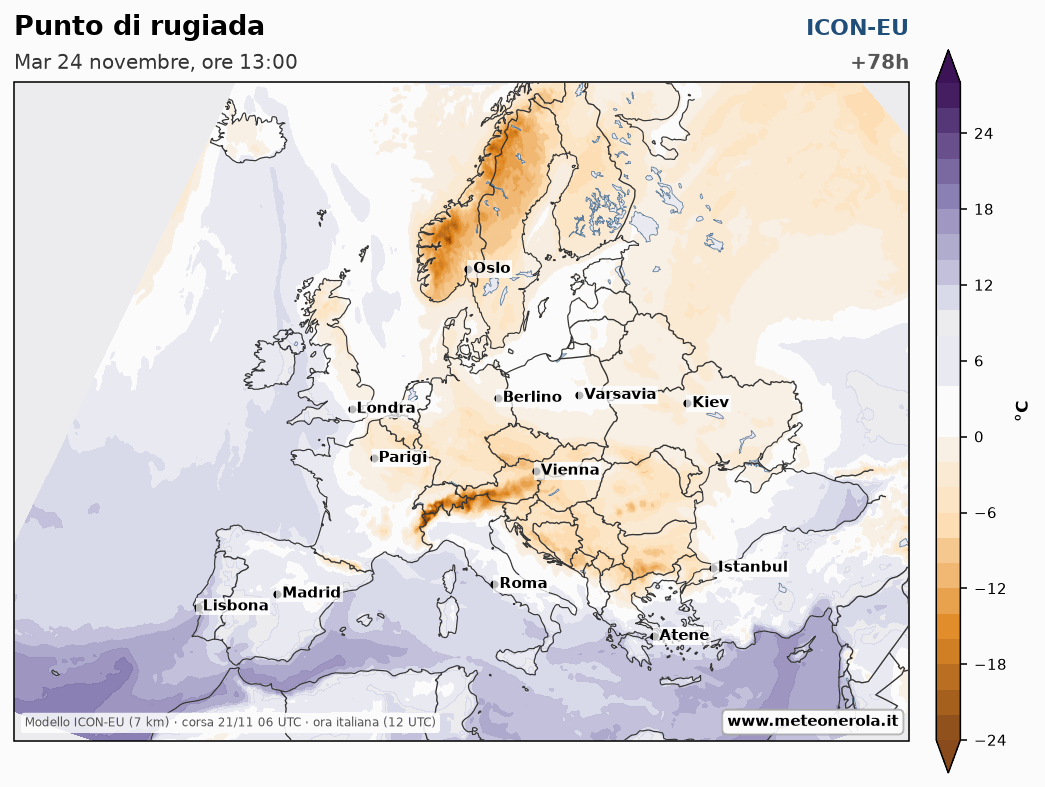 Punto di rugiada
ICON-EU
Mar 24 novembre, ore 13:00
+78h
24
18
12
6
0
−6
−12
−18
−24
°C
Oslo
Berlino
Varsavia
Kiev
Londra
Parigi
Vienna
Istanbul
Roma
Madrid
Lisbona
Atene
Modello ICON-EU (7 km) · corsa 21/11 06 UTC · ora italiana (12 UTC)
www.meteonerola.it